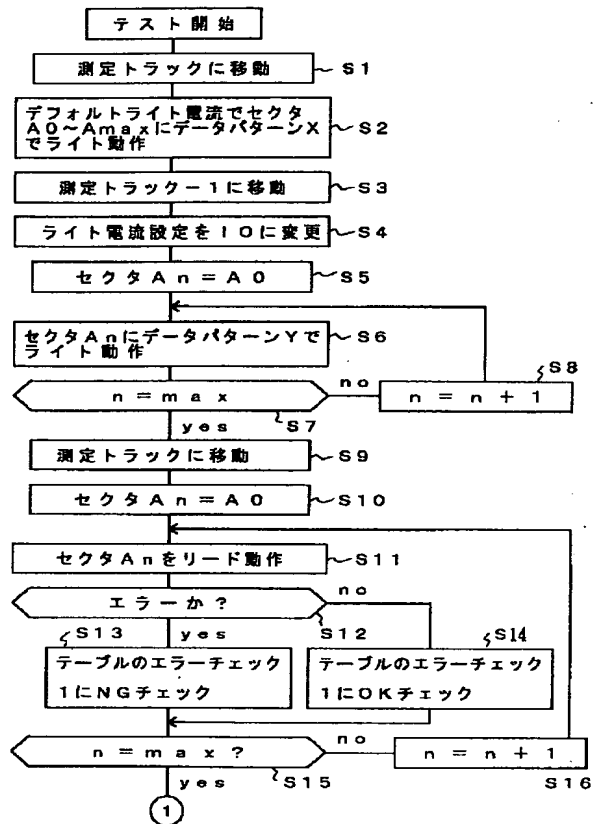 テスト開始
測定トラックに移動 S1
デフォルトライト電流でセクタ
A0~AmaxにデータパターンX
でライト動作
S2
測定トラック-1に移動 S3
ライト電流設定をI0に変更 S4
セクタAn=A0 S5
セクタAnにデータパターンYで
ライト動作
S6
n=max
S7
no
yes
n=n+1
S8
測定トラックに移動 S9
セクタAn=A0 S10
セクタAnをリード動作 S11
エラーか?
S12
no
yes
S13
テーブルのエラーチェック
1にNGチェック
S14
テーブルのエラーチェック
1にOKチェック
n=max?
S15
no
yes
n=n+1
S16
1